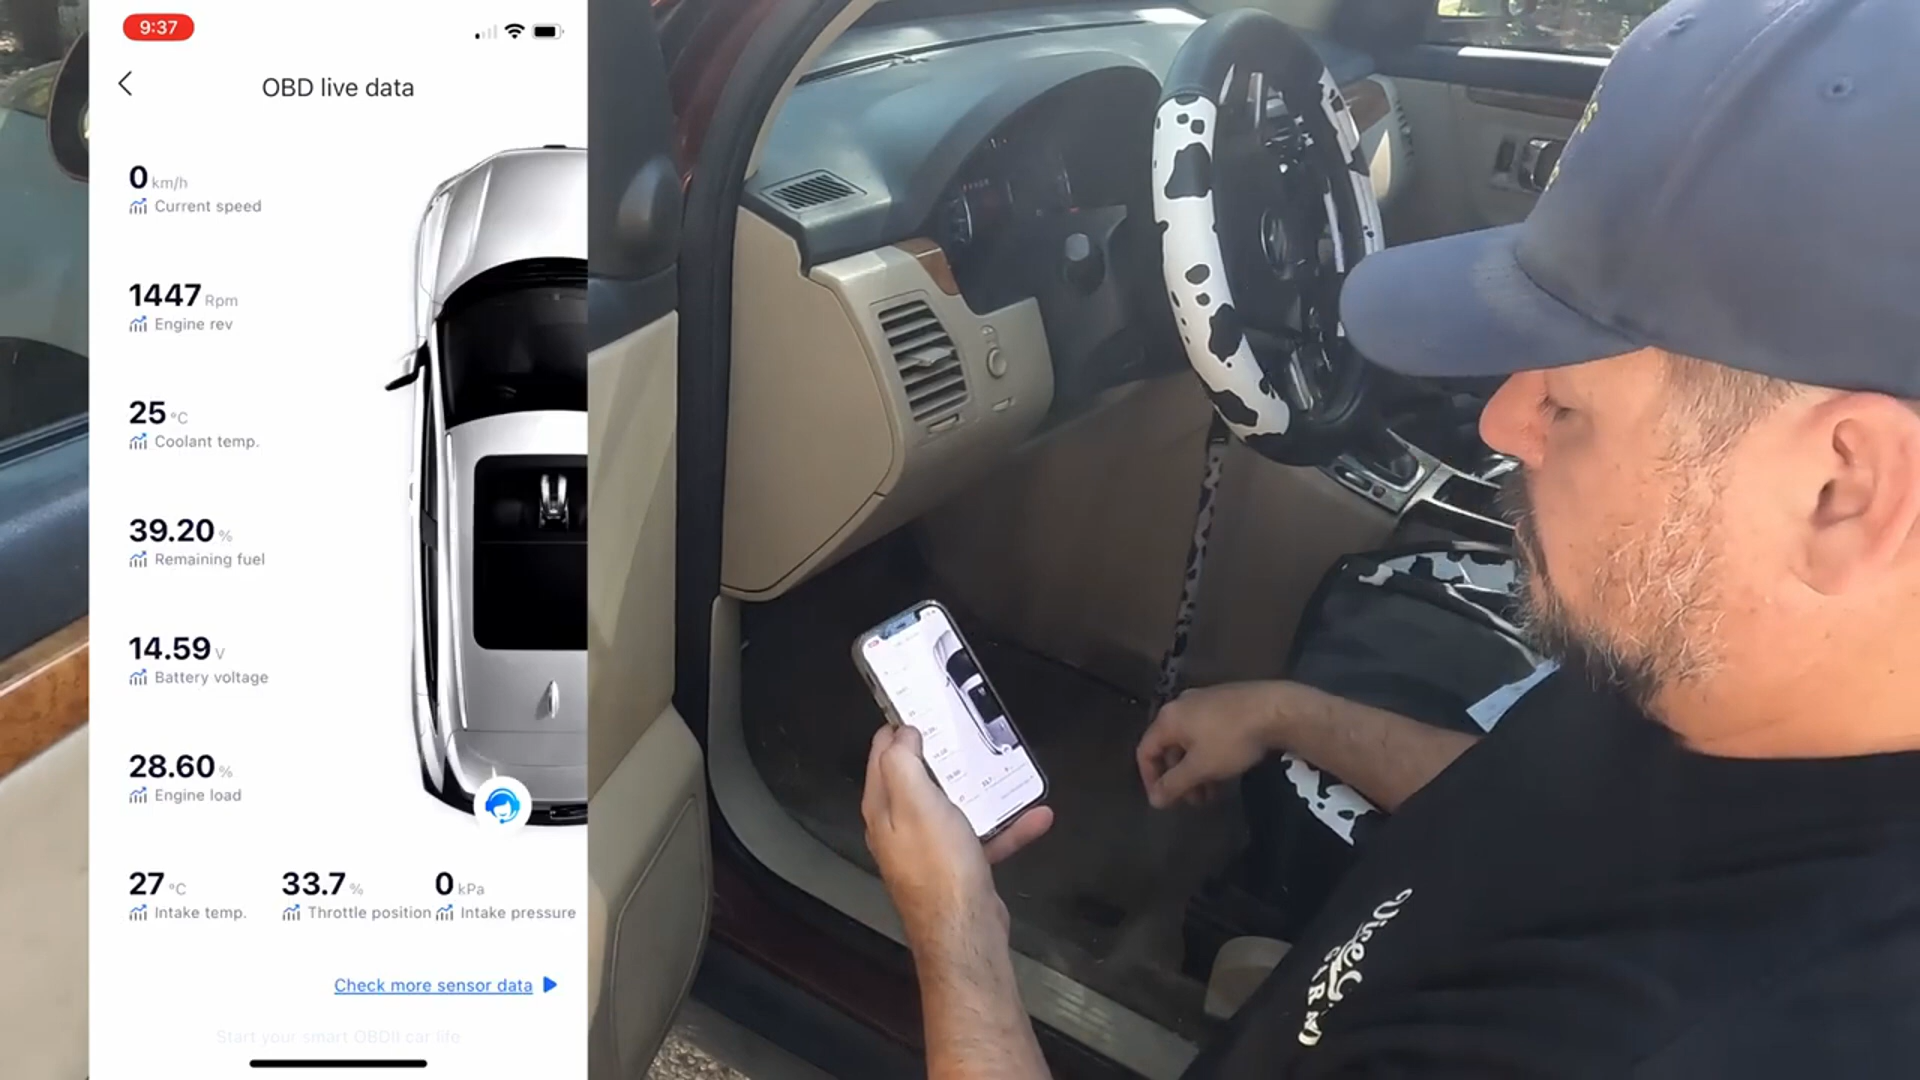 9:37
OBD live data
0 km/h
Current speed
1447 Rpm
Engine rev
25 °C
Coolant temp.
39.20 %
Remaining fuel
14.59 V
Battery voltage
28.60 %
Engine load
27 °C
Intake temp.
33.7 %
Throttle position
0 kPa
Intake pressure
Check more sensor data
Start your smart OBDII car life